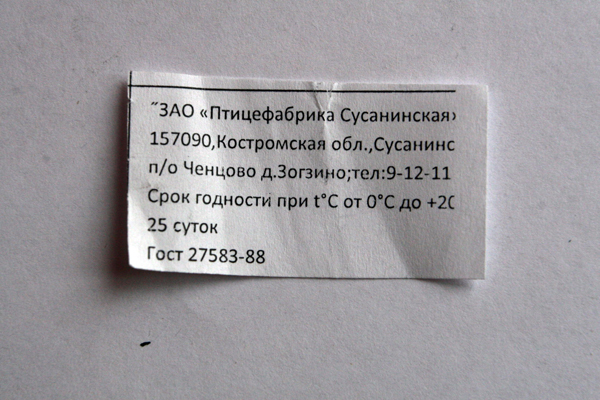 "ЗАО «Птицефабрика Сусанинская»
157090,Костромская обл.,Сусанинс
п/о Ченцово д.Зогзино;тел:9-12-11
Срок годности при t°C от 0°C до +20
25 суток
Гост 27583-88